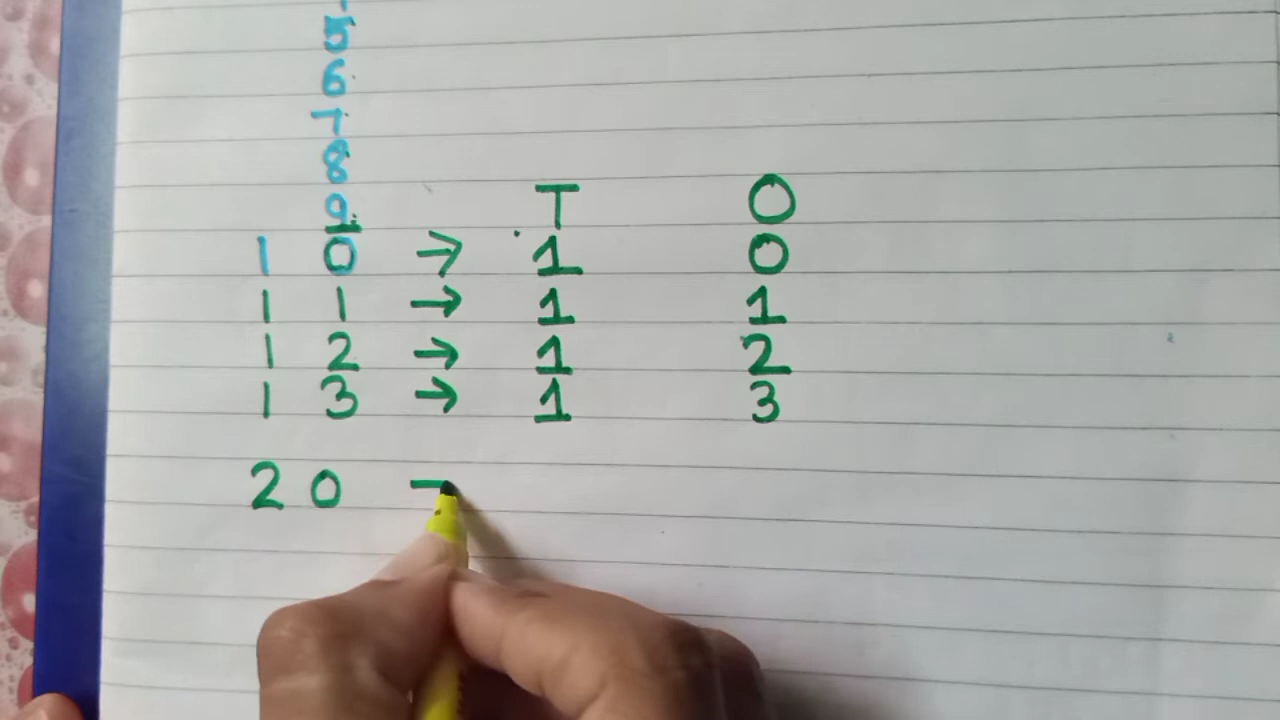 5
6
7
8
9 T O
1 0 → 1 0
1 1 → 1 1
1 2 → 1 2
1 3 → 1 3
2 0 -